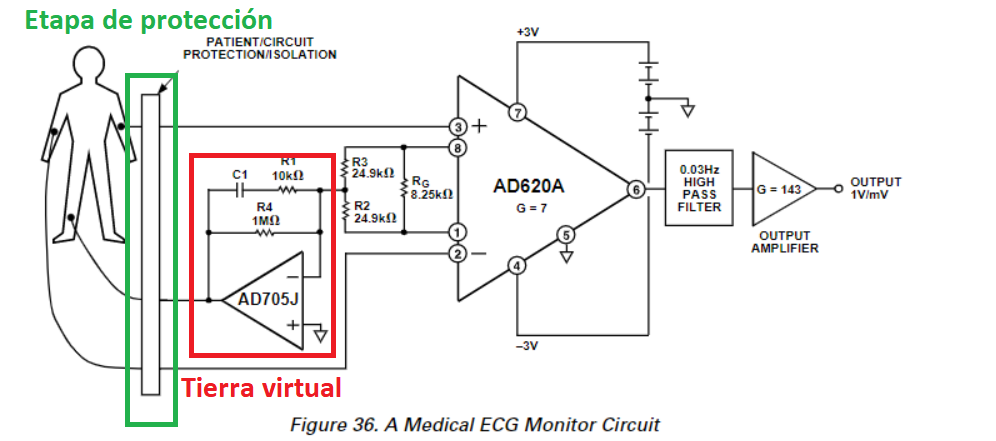 Etapa de protección
PATIENT/CIRCUIT
PROTECTION/ISOLATION
+3V
7
3
+
8
C1
R1
10kΩ
R3
24.9kΩ
RG
8.25kΩ
AD620A
G = 7
6
0.03Hz
HIGH
PASS
FILTER
G = 143
OUTPUT
1V/mV
R4
1MΩ
R2
24.9kΩ
1
2
−
5
4
OUTPUT
AMPLIFIER
−
AD705J
+
−3V
Tierra virtual
Figure 36. A Medical ECG Monitor Circuit